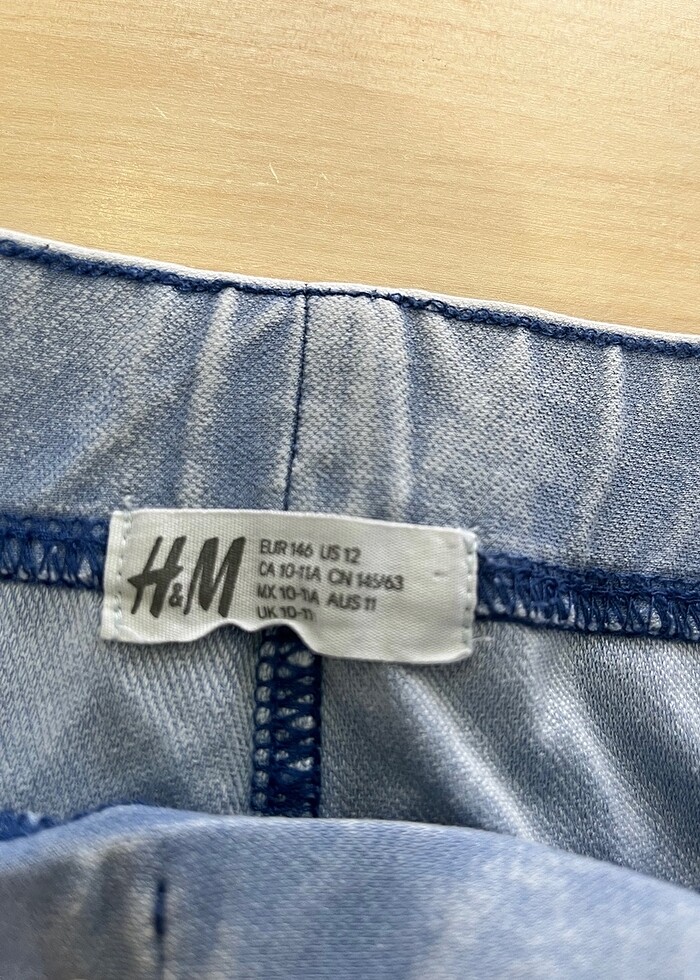 H&M
EUR 146 US 12
CA 10-11A CN 145/63
MX 10-11A AUS 11
UK 10-11